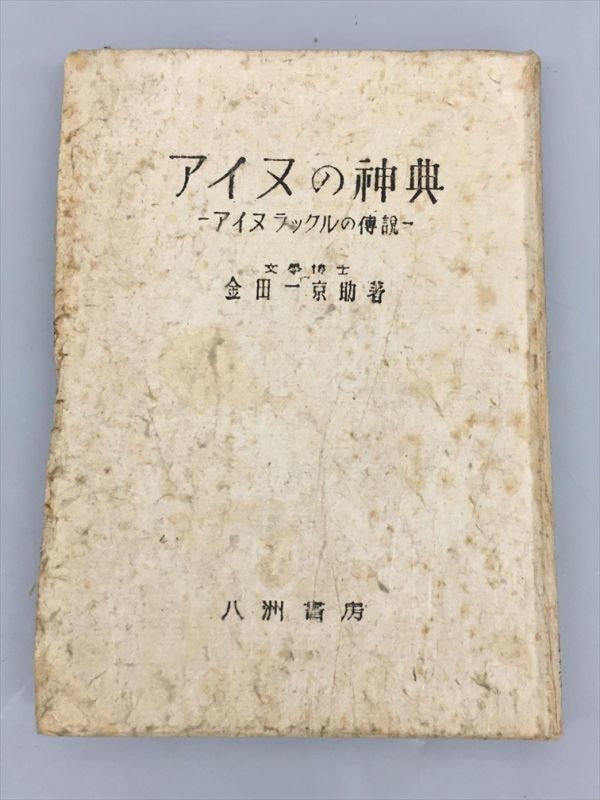 アイヌの神典
－アイヌラックルの傳說－
文學博士
金田一京助著
八洲書房